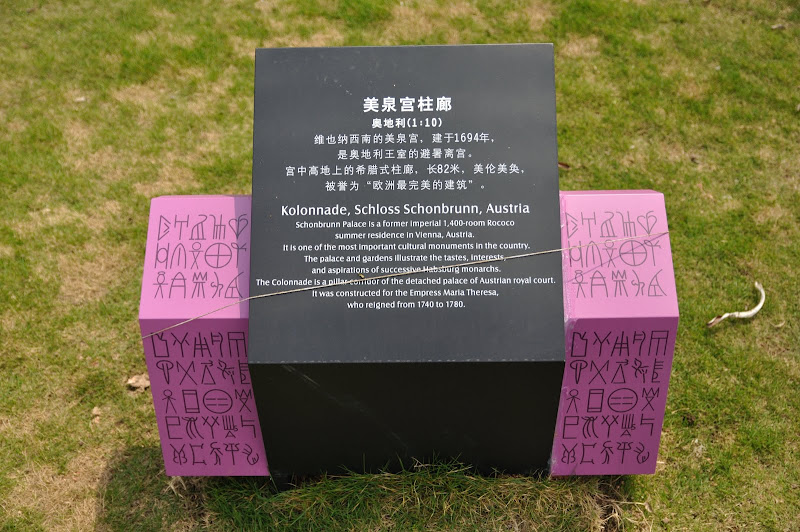 美泉宫柱廊
奥地利(1:10)
维也纳西南的美泉宫，建于1694年，
是奥地利王室的避暑离宫。
宫中高地上的希腊式柱廊，长82米，美伦美奂，
被誉为“欧洲最完美的建筑”。
Kolonnade, Schloss Schonbrunn, Austria
Schonbrunn Palace is a former imperial 1,400-room Rococo
summer residence in Vienna, Austria.
It is one of the most important cultural monuments in the country.
The palace and gardens illustrate the tastes, interests,
and aspirations of successive Habsburg monarchs.
The Colonnade is a pillar-corridor of the detached palace of Austrian royal court.
It was constructed for the Empress Maria Theresa,
who reigned from 1740 to 1780.